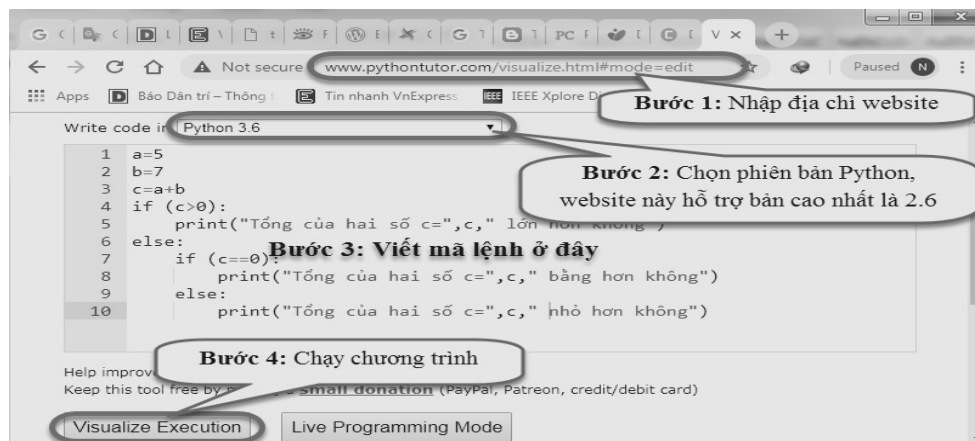 Not secure www.pythontutor.com/visualize.html#mode=edit Paused N
Apps Báo Dân trí – Thông t Tin nhanh VnExpress IEEE Xplore D
Bước 1: Nhập địa chỉ website
Write code in Python 3.6
Bước 2: Chọn phiên bản Python,
website này hỗ trợ bản cao nhất là 2.6
1 a=5
2 b=7
3 c=a+b
4 if (c>0):
5 print("Tổng của hai số c=",c," lớn hơn không")
6 else:
Bước 3: Viết mã lệnh ở đây
7 if (c==0):
8 print("Tổng của hai số c=",c," bằng hơn không")
9 else:
10 print("Tổng của hai số c=",c," nhỏ hơn không")
Bước 4: Chạy chương trình
Help improve
Keep this tool free by small donation (PayPal, Patreon, credit/debit card)
Visualize Execution Live Programming Mode